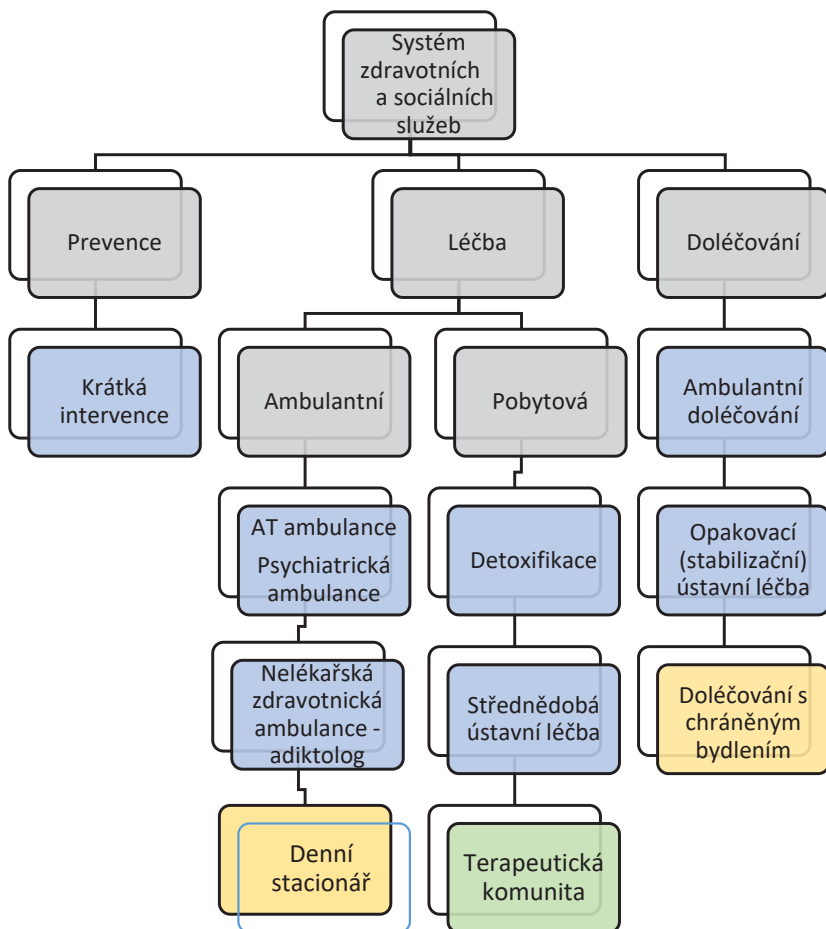 Systém
zdravotních
a sociálních
služeb
Prevence
Léčba
Doléčování
Krátká
intervence
Ambulantní
Pobytová
Ambulantní
doléčování
AT ambulance
Psychiatrická
ambulance
Detoxifikace
Opakovací
(stabilizační)
ústavní léčba
Nelékařská
zdravotnická
ambulance -
adiktolog
Střednědobá
ústavní léčba
Doléčování s
chráněným
bydlením
Denní
stacionář
Terapeutická
komunita